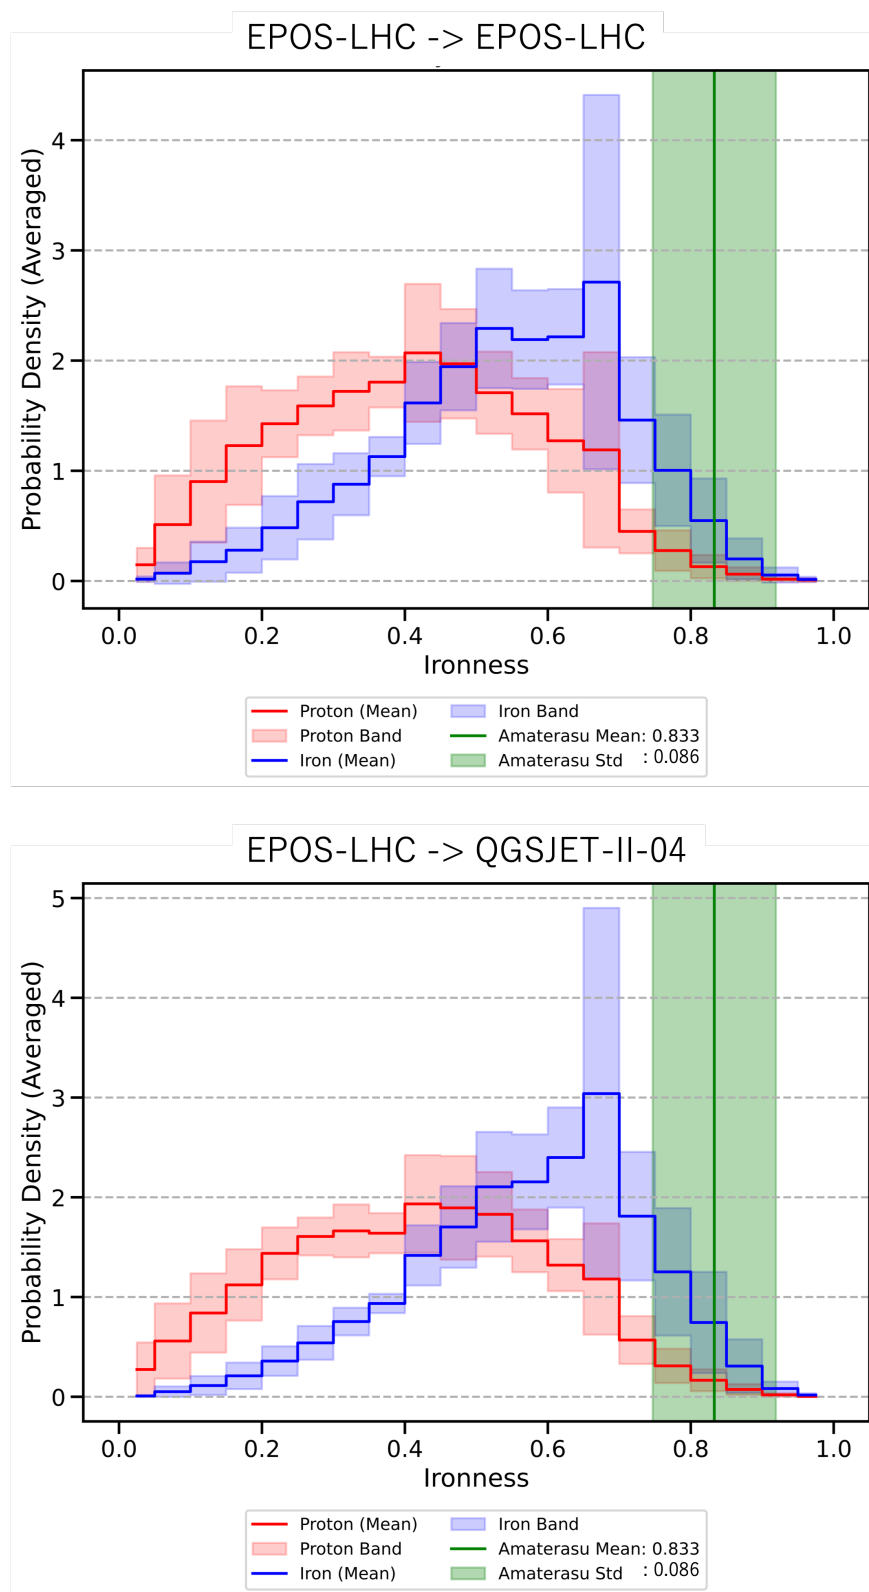 EPOS-LHC -> EPOS-LHC
Probability Density (Averaged)
4
3
2
1
0
0.0 0.2 0.4 0.6 0.8 1.0
Ironness
Proton (Mean)
Proton Band
Iron (Mean)
Iron Band
Amaterasu Mean: 0.833
Amaterasu Std : 0.086
EPOS-LHC -> QGSJET-II-04
Probability Density (Averaged)
5
4
3
2
1
0
0.0 0.2 0.4 0.6 0.8 1.0
Ironness
Proton (Mean)
Proton Band
Iron (Mean)
Iron Band
Amaterasu Mean: 0.833
Amaterasu Std : 0.086